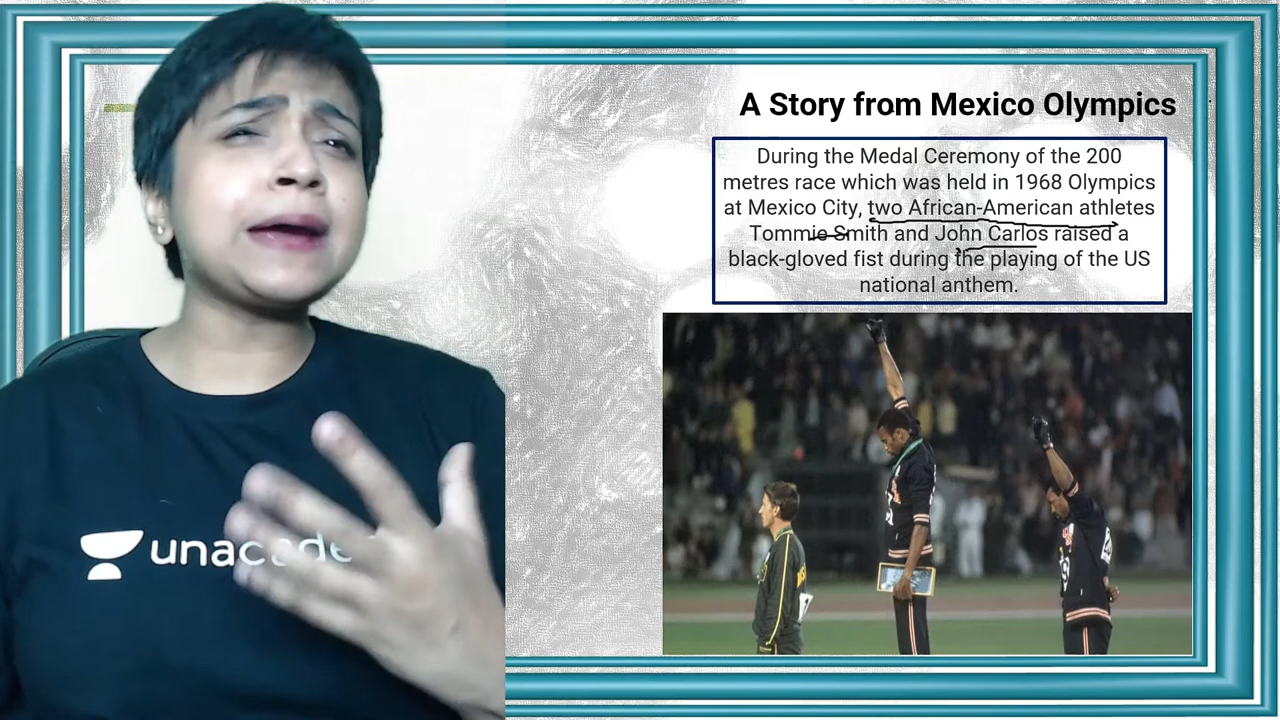 A Story from Mexico Olympics
During the Medal Ceremony of the 200
metres race which was held in 1968 Olympics
at Mexico City, two African-American athletes
Tommie Smith and John Carlos raised a
black-gloved fist during the playing of the US
national anthem.
unacade